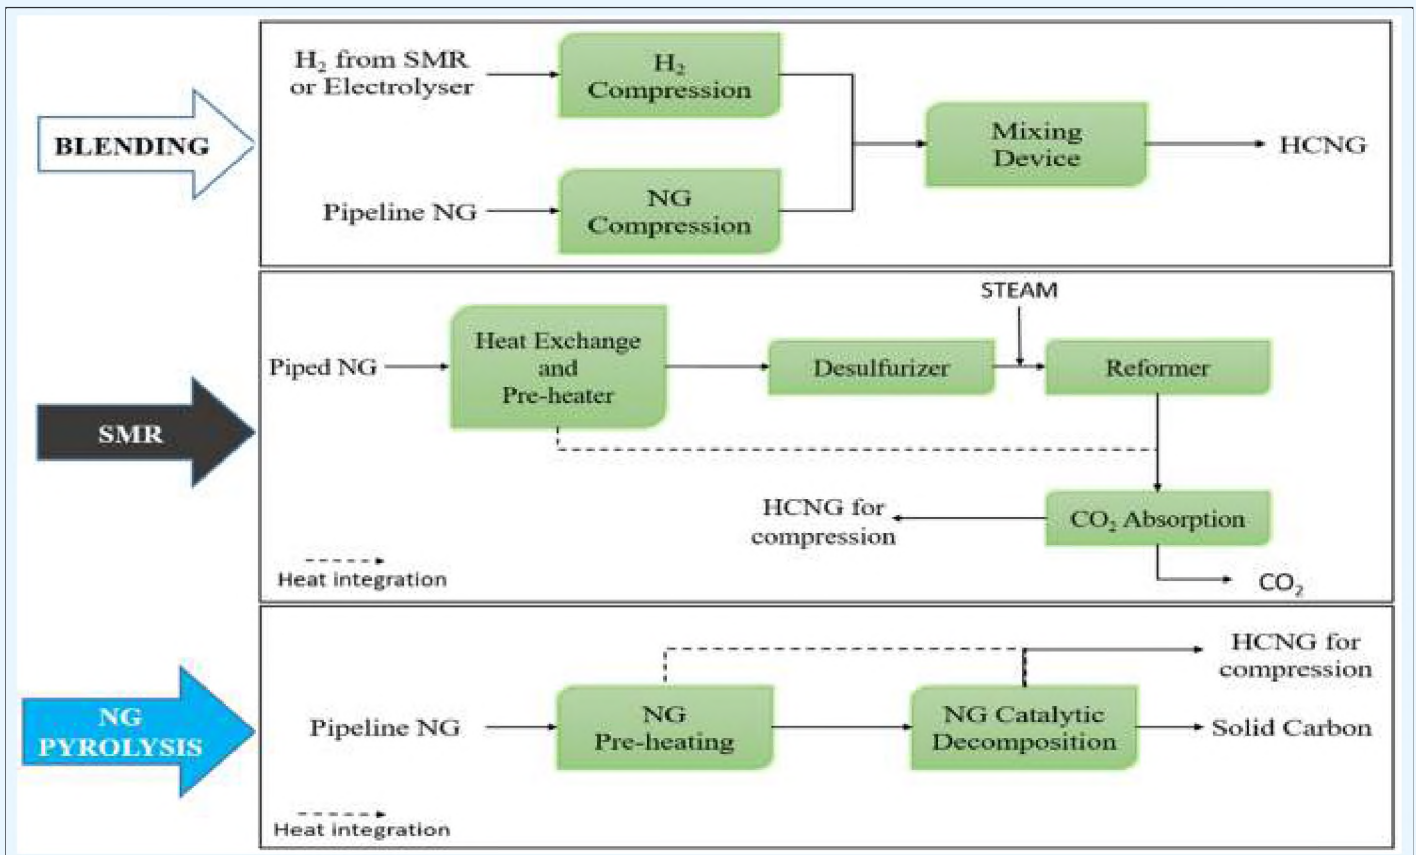 BLENDING
H₂ from SMR
or Electrolyser
H₂
Compression
Pipeline NG
NG
Compression
Mixing
Device
HCNG
SMR
STEAM
Piped NG
Heat Exchange
and
Pre-heater
Desulfurizer
Reformer
HCNG for
compression
CO₂ Absorption
CO₂
Heat integration
NG
PYROLYSIS
HCNG for
compression
Pipeline NG
NG
Pre-heating
NG Catalytic
Decomposition
Solid Carbon
Heat integration